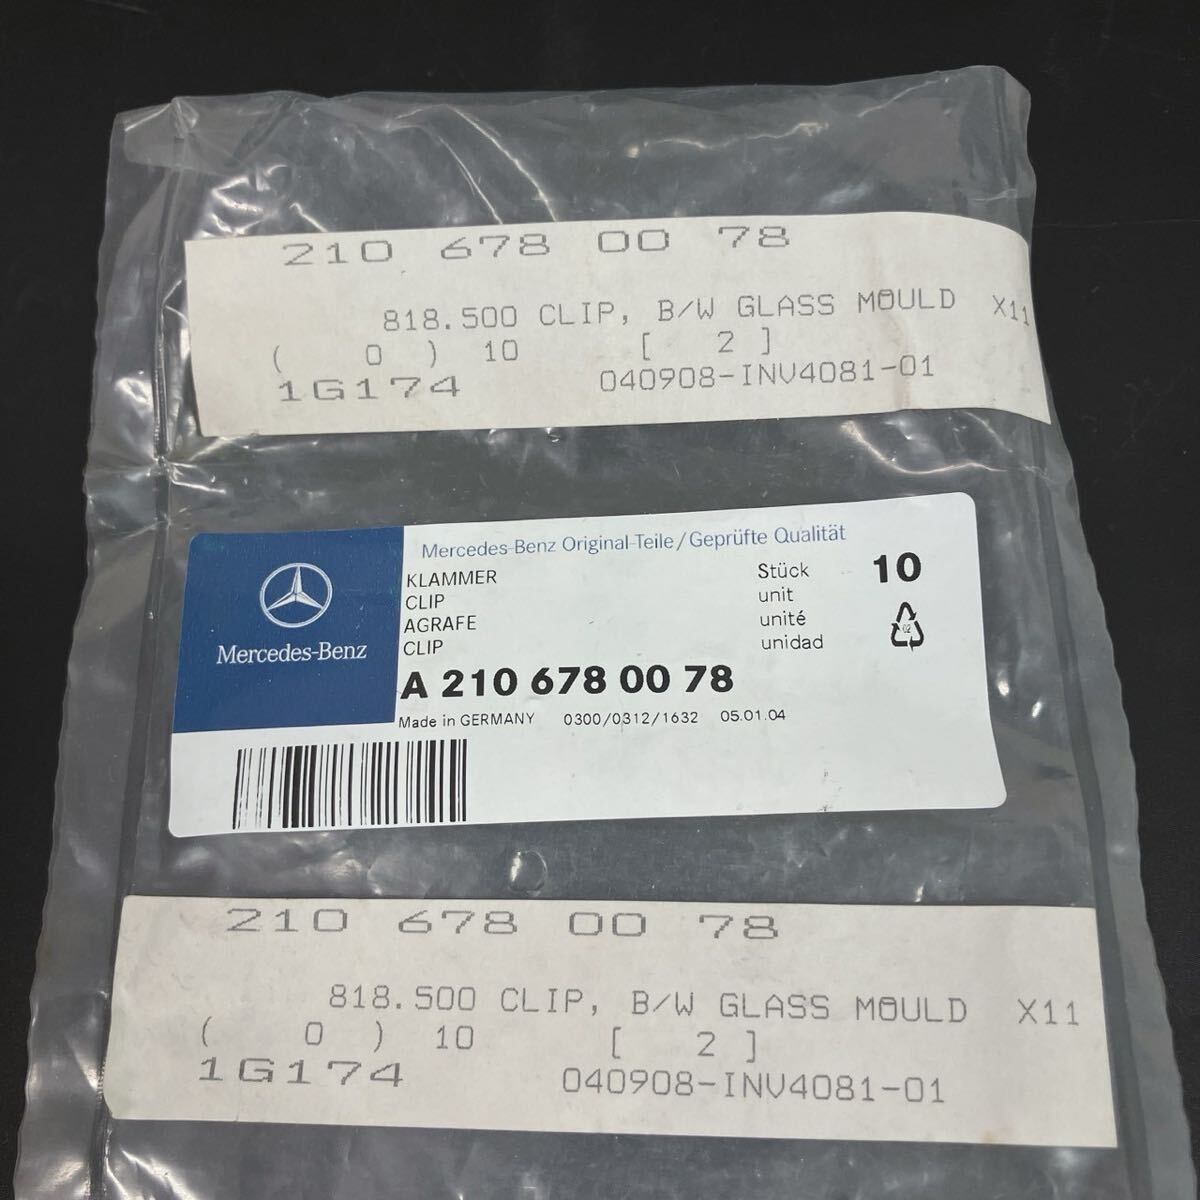 210 678 00 78
818.500 CLIP, B/W GLASS MOULD X11
( 0 ) 10 [ 2 ]
1G174 040908-INV4081-01
Mercedes-Benz
Mercedes-Benz Original-Teile/Geprüfte Qualität
KLAMMER Stück 10
CLIP unit
AGRAFE unité
CLIP unidad
02
A 210 678 00 78
Made in GERMANY 0300/0312/1632 05.01.04
210 678 00 78
818.500 CLIP, B/W GLASS MOULD X11
( 0 ) 10 [ 2 ]
1G174 040908-INV4081-01